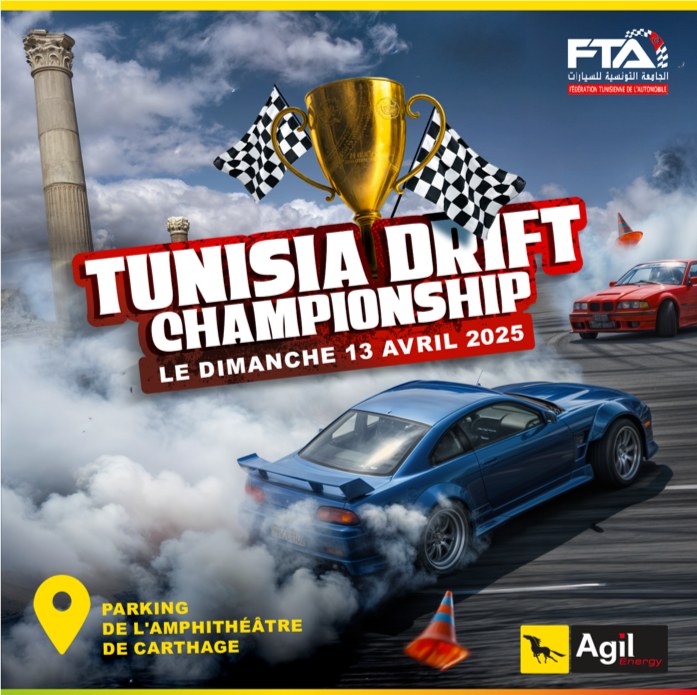 FTA
الجامعة التونسية للسيارات
FÉDÉRATION TUNISIENNE DE L'AUTOMOBILE
TUNISIA DRIFT
CHAMPIONSHIP
LE DIMANCHE 13 AVRIL 2025
PARKING
DE L'AMPHITHÉÂTRE
DE CARTHAGE
Agil
Energy